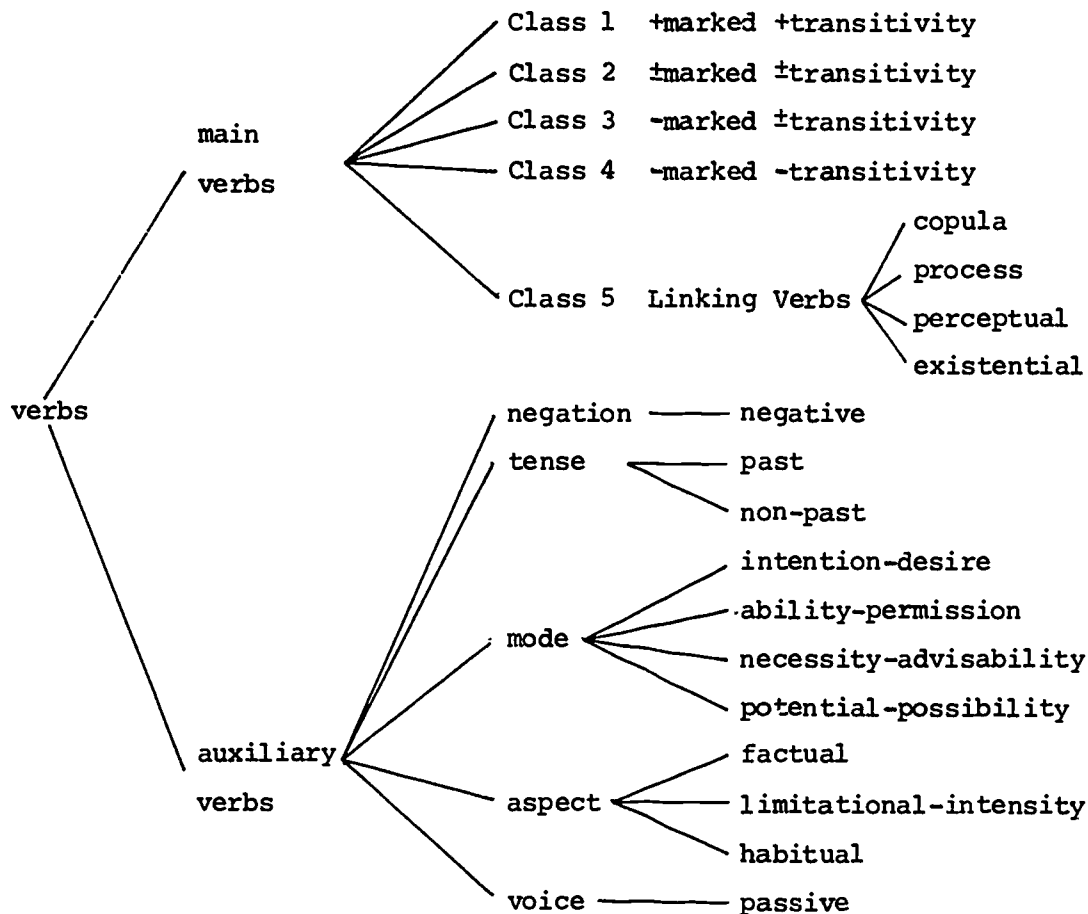 Class 1 +marked +transitivity
Class 2 ±marked ±transitivity
Class 3 -marked ±transitivity
main
Class 4 -marked -transitivity
verbs
copula
process
Class 5 Linking Verbs
perceptual
existential
verbs
negation
negative
tense
past
non-past
intention-desire
ability-permission
mode
necessity-advisability
potential-possibility
auxiliary
factual
verbs
aspect
limitational-intensity
habitual
voice
passive